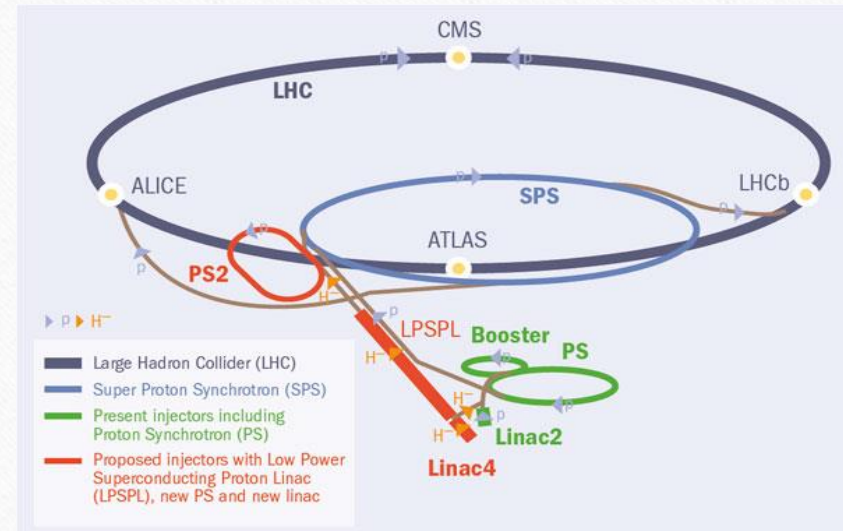 CMS
p
p
LHC
ALICE
p
SPS
LHCb
p
p
ATLAS
PS2
p
H⁻
p
p H⁻
LPSPL
Booster
PS
p
H⁻
p
H⁻
p
H⁻
Linac2
Linac4
Large Hadron Collider (LHC)
Super Proton Synchrotron (SPS)
Present injectors including
Proton Synchrotron (PS)
Proposed injectors with Low Power
Superconducting Proton Linac
(LPSPL), new PS and new linac